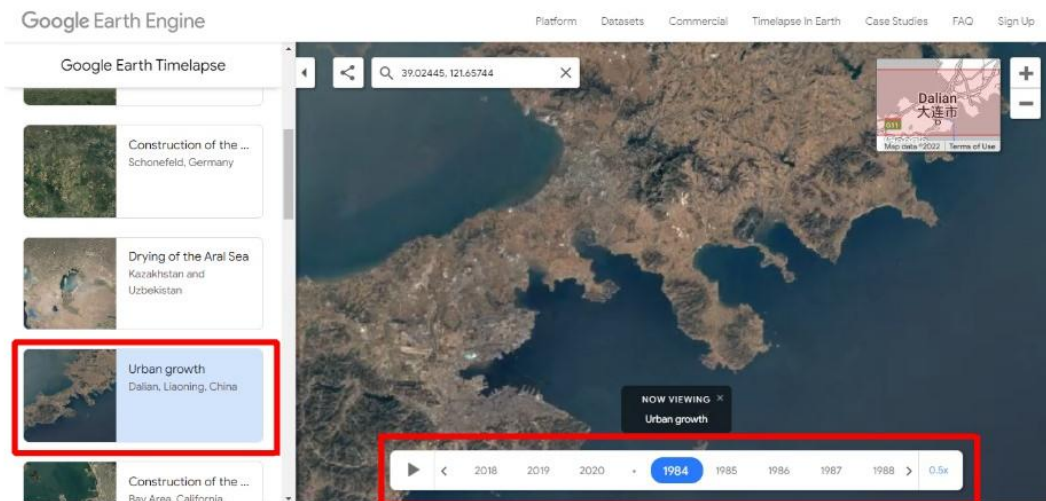 Google Earth Engine
Platform Datasets Commercial Timelapse In Earth Case Studies FAQ Sign Up
Google Earth Timelapse
Construction of the ...
Schonefeld, Germany
Drying of the Aral Sea
Kazakhstan and
Uzbekistan
Urban growth
Dalian, Liaoning, China
Construction of the ...
Bay Area, California
39.02445, 121.65744
Dalian
大连市
G11
Map data ©2022 Terms of Use
NOW VIEWING
Urban growth
2018 2019 2020 1984 1985 1986 1987 1988 0.5x